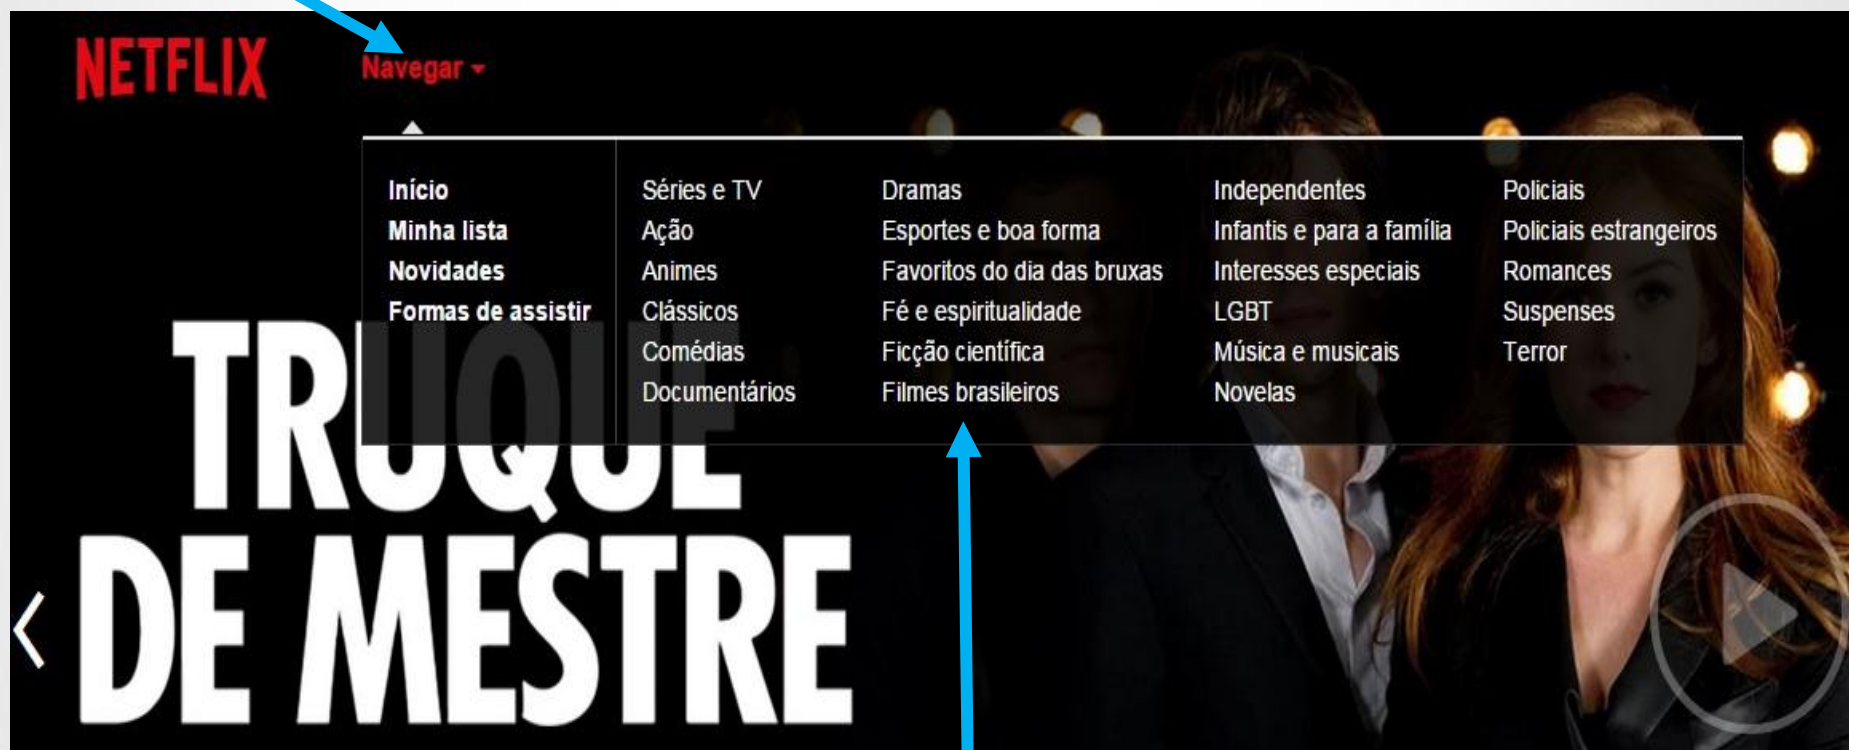 NETFLIX
Navegar
Início
Minha lista
Novidades
Formas de assistir
Séries e TV
Ação
Animes
Clássicos
Comédias
Documentários
Dramas
Esportes e boa forma
Favoritos do dia das bruxas
Fé e espiritualidade
Ficção científica
Filmes brasileiros
Independentes
Infantis e para a família
Interesses especiais
LGBT
Música e musicais
Novelas
Policiais
Policiais estrangeiros
Romances
Suspenses
Terror
TRUQUE
DE MESTRE